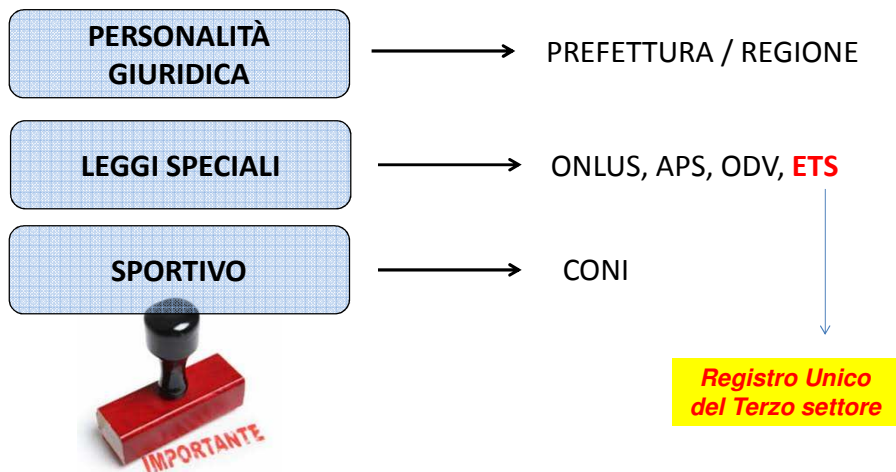 PERSONALITÀ
GIURIDICA
PREFETTURA / REGIONE
LEGGI SPECIALI
ONLUS, APS, ODV, ETS
SPORTIVO
CONI
Registro Unico
del Terzo settore
IMPORTANTE